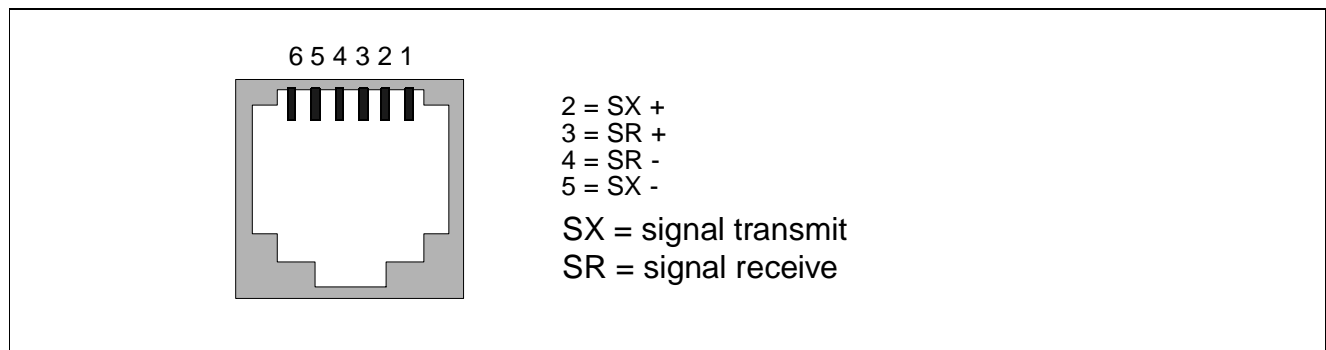 6 5 4 3 2 1
2 = SX +
3 = SR +
4 = SR -
5 = SX -
SX = signal transmit
SR = signal receive